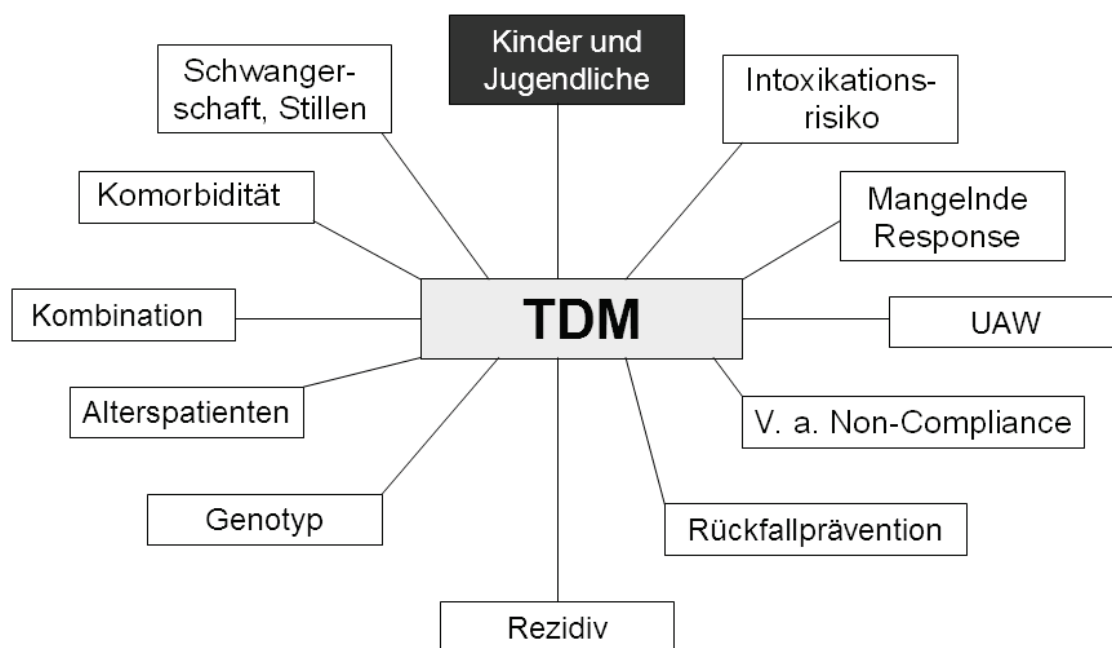 Kinder und
Jugendliche
Schwanger-
schaft, Stillen
Intoxikations-
risiko
Komorbidität
Mangelnde
Response
Kombination
TDM
UAW
Alterspatienten
V. a. Non-Compliance
Genotyp
Rückfallprävention
Rezidiv